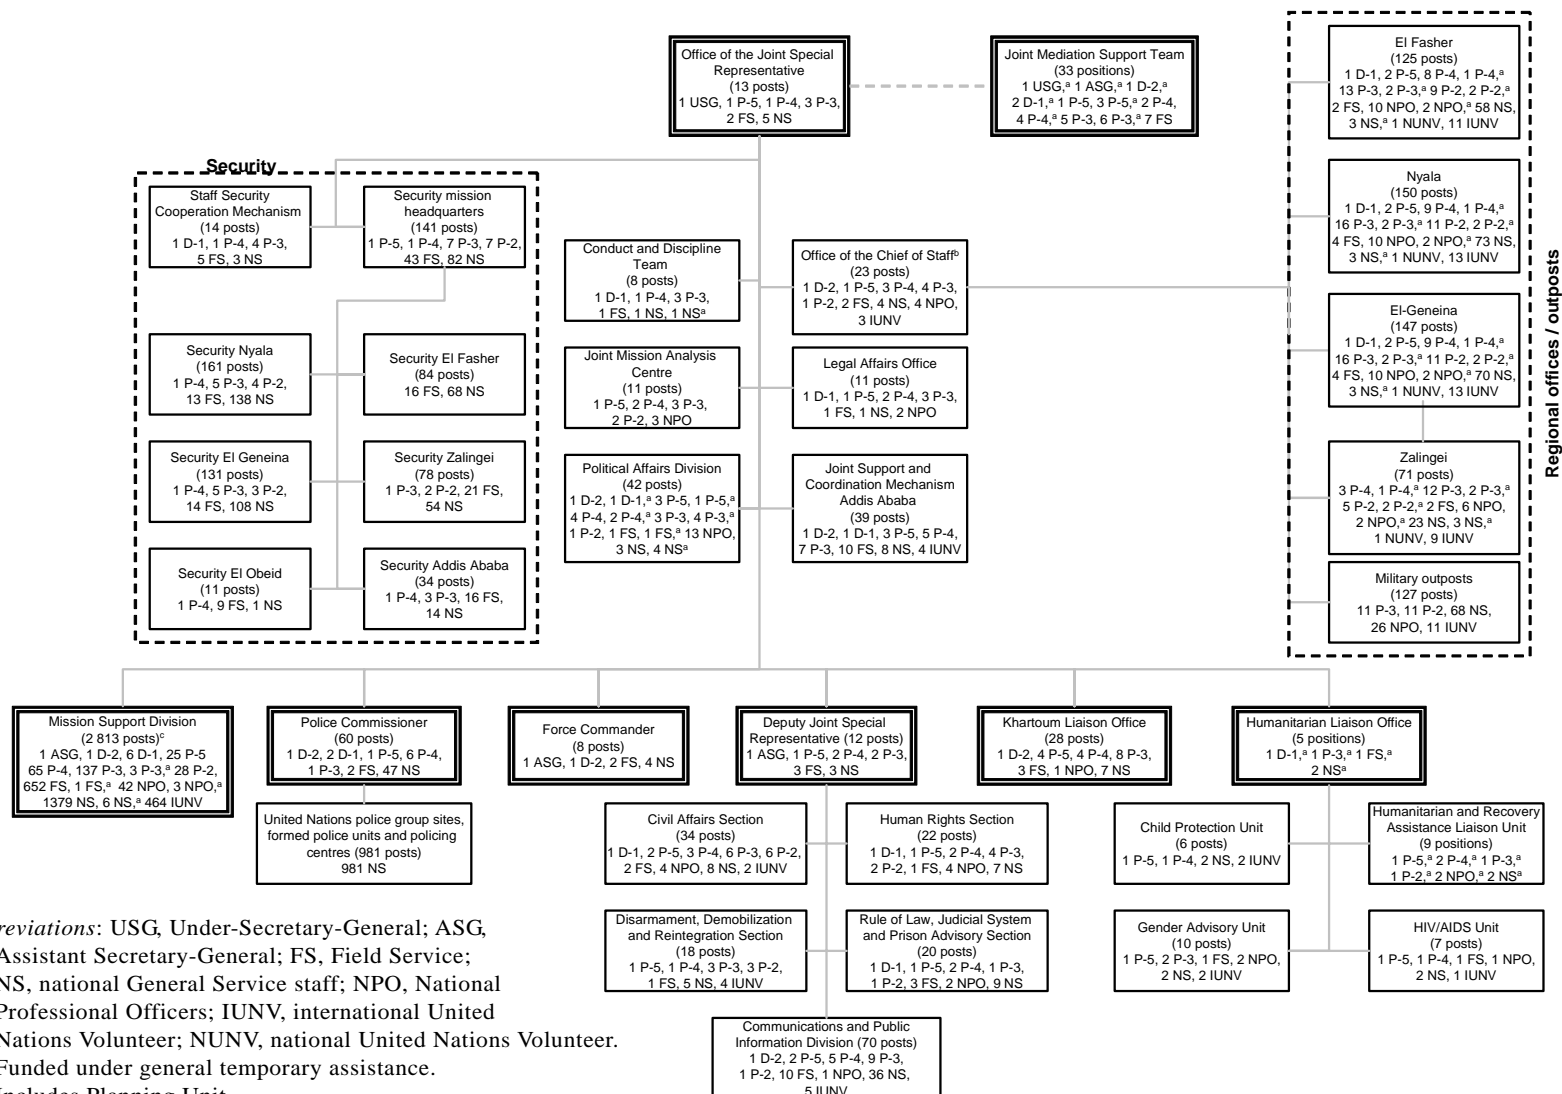 Office of the Joint Special
Representative
(13 posts)
1 USG, 1 P-5, 1 P-4, 3 P-3,
2 FS, 5 NS
Joint Mediation Support Team
(33 positions)
1 USG,ᵃ 1 ASG,ᵃ 1 D-2,ᵃ
2 D-1,ᵃ 1 P-5, 3 P-5,ᵃ 2 P-4,
4 P-4,ᵃ 5 P-3, 6 P-3,ᵃ 7 FS
Security
Staff Security
Cooperation Mechanism
(14 posts)
1 D-1, 1 P-4, 4 P-3,
5 FS, 3 NS
Security mission
headquarters
(141 posts)
1 P-5, 1 P-4, 7 P-3, 7 P-2,
43 FS, 82 NS
Security Nyala
(161 posts)
1 P-4, 5 P-3, 4 P-2,
13 FS, 138 NS
Security El Fasher
(84 posts)
16 FS, 68 NS
Security El Geneina
(131 posts)
1 P-4, 5 P-3, 3 P-2,
14 FS, 108 NS
Security Zalingei
(78 posts)
1 P-3, 2 P-2, 21 FS,
54 NS
Security El Obeid
(11 posts)
1 P-4, 9 FS, 1 NS
Security Addis Ababa
(34 posts)
1 P-4, 3 P-3, 16 FS,
14 NS
Conduct and Discipline
Team
(8 posts)
1 D-1, 1 P-4, 3 P-3,
1 FS, 1 NS, 1 NSᵃ
Office of the Chief of Staffᵇ
(23 posts)
1 D-2, 1 P-5, 3 P-4, 4 P-3,
1 P-2, 2 FS, 4 NS, 4 NPO,
3 IUNV
Joint Mission Analysis
Centre
(11 posts)
1 P-5, 2 P-4, 3 P-3,
2 P-2, 3 NPO
Legal Affairs Office
(11 posts)
1 D-1, 1 P-5, 2 P-4, 3 P-3,
1 FS, 1 NS, 2 NPO
Political Affairs Division
(42 posts)
1 D-2, 1 D-1,ᵃ 3 P-5, 1 P-5,ᵃ
4 P-4, 2 P-4,ᵃ 3 P-3, 4 P-3,ᵃ
1 P-2, 1 FS, 1 FS,ᵃ 13 NPO,
3 NS, 4 NSᵃ
Joint Support and
Coordination Mechanism
Addis Ababa
(39 posts)
1 D-2, 1 D-1, 3 P-5, 5 P-4,
7 P-3, 10 FS, 8 NS, 4 IUNV
Regional offices / outposts
El Fasher
(125 posts)
1 D-1, 2 P-5, 8 P-4, 1 P-4,ᵃ
13 P-3, 2 P-3,ᵃ 9 P-2, 2 P-2,ᵃ
2 FS, 10 NPO, 2 NPO,ᵃ 58 NS,
3 NS,ᵃ 1 NUNV, 11 IUNV
Nyala
(150 posts)
1 D-1, 2 P-5, 9 P-4, 1 P-4,ᵃ
16 P-3, 2 P-3,ᵃ 11 P-2, 2 P-2,ᵃ
4 FS, 10 NPO, 2 NPO,ᵃ 73 NS,
3 NS,ᵃ 1 NUNV, 13 IUNV
El-Geneina
(147 posts)
1 D-1, 2 P-5, 9 P-4, 1 P-4,ᵃ
16 P-3, 2 P-3,ᵃ 11 P-2, 2 P-2,ᵃ
4 FS, 10 NPO, 2 NPO,ᵃ 70 NS,
3 NS,ᵃ 1 NUNV, 13 IUNV
Zalingei
(71 posts)
3 P-4, 1 P-4,ᵃ 12 P-3, 2 P-3,ᵃ
5 P-2, 2 P-2,ᵃ 2 FS, 6 NPO,
2 NPO,ᵃ 23 NS, 3 NS,ᵃ
1 NUNV, 9 IUNV
Military outposts
(127 posts)
11 P-3, 11 P-2, 68 NS,
26 NPO, 11 IUNV
Mission Support Division
(2 813 posts)ᶜ
1 ASG, 1 D-2, 6 D-1, 25 P-5
65 P-4, 137 P-3, 3 P-3,ᵃ 28 P-2,
652 FS, 1 FS,ᵃ 42 NPO, 3 NPO,ᵃ
1379 NS, 6 NS,ᵃ 464 IUNV
Police Commissioner
(60 posts)
1 D-2, 2 D-1, 1 P-5, 6 P-4,
1 P-3, 2 FS, 47 NS
Force Commander
(8 posts)
1 ASG, 1 D-2, 2 FS, 4 NS
Deputy Joint Special
Representative (12 posts)
1 ASG, 1 P-5, 2 P-4, 2 P-3,
3 FS, 3 NS
Khartoum Liaison Office
(28 posts)
1 D-2, 4 P-5, 4 P-4, 8 P-3,
3 FS, 1 NPO, 7 NS
Humanitarian Liaison Office
(5 positions)
1 D-1,ᵃ 1 P-3,ᵃ 1 FS,ᵃ
2 NSᵃ
United Nations police group sites,
formed police units and policing
centres (981 posts)
981 NS
Civil Affairs Section
(34 posts)
1 D-1, 2 P-5, 3 P-4, 6 P-3, 6 P-2,
2 FS, 4 NPO, 8 NS, 2 IUNV
Human Rights Section
(22 posts)
1 D-1, 1 P-5, 2 P-4, 4 P-3,
2 P-2, 1 FS, 4 NPO, 7 NS
Child Protection Unit
(6 posts)
1 P-5, 1 P-4, 2 NS, 2 IUNV
Humanitarian and Recovery
Assistance Liaison Unit
(9 positions)
1 P-5,ᵃ 2 P-4,ᵃ 1 P-3,ᵃ
1 P-2,ᵃ 2 NPO,ᵃ 2 NSᵃ
Disarmament, Demobilization
and Reintegration Section
(18 posts)
1 P-5, 1 P-4, 3 P-3, 3 P-2,
1 FS, 5 NS, 4 IUNV
Rule of Law, Judicial System
and Prison Advisory Section
(20 posts)
1 D-1, 1 P-5, 2 P-4, 1 P-3,
1 P-2, 3 FS, 2 NPO, 9 NS
Gender Advisory Unit
(10 posts)
1 P-5, 2 P-3, 1 FS, 2 NPO,
2 NS, 2 IUNV
HIV/AIDS Unit
(7 posts)
1 P-5, 1 P-4, 1 FS, 1 NPO,
2 NS, 1 IUNV
Communications and Public
Information Division (70 posts)
1 D-2, 2 P-5, 5 P-4, 9 P-3,
1 P-2, 10 FS, 1 NPO, 36 NS,
5 IUNV
reviations: USG, Under-Secretary-General; ASG,
Assistant Secretary-General; FS, Field Service;
NS, national General Service staff; NPO, National
Professional Officers; IUNV, international United
Nations Volunteer; NUNV, national United Nations Volunteer.
Funded under general temporary assistance.
Includes Planning Unit